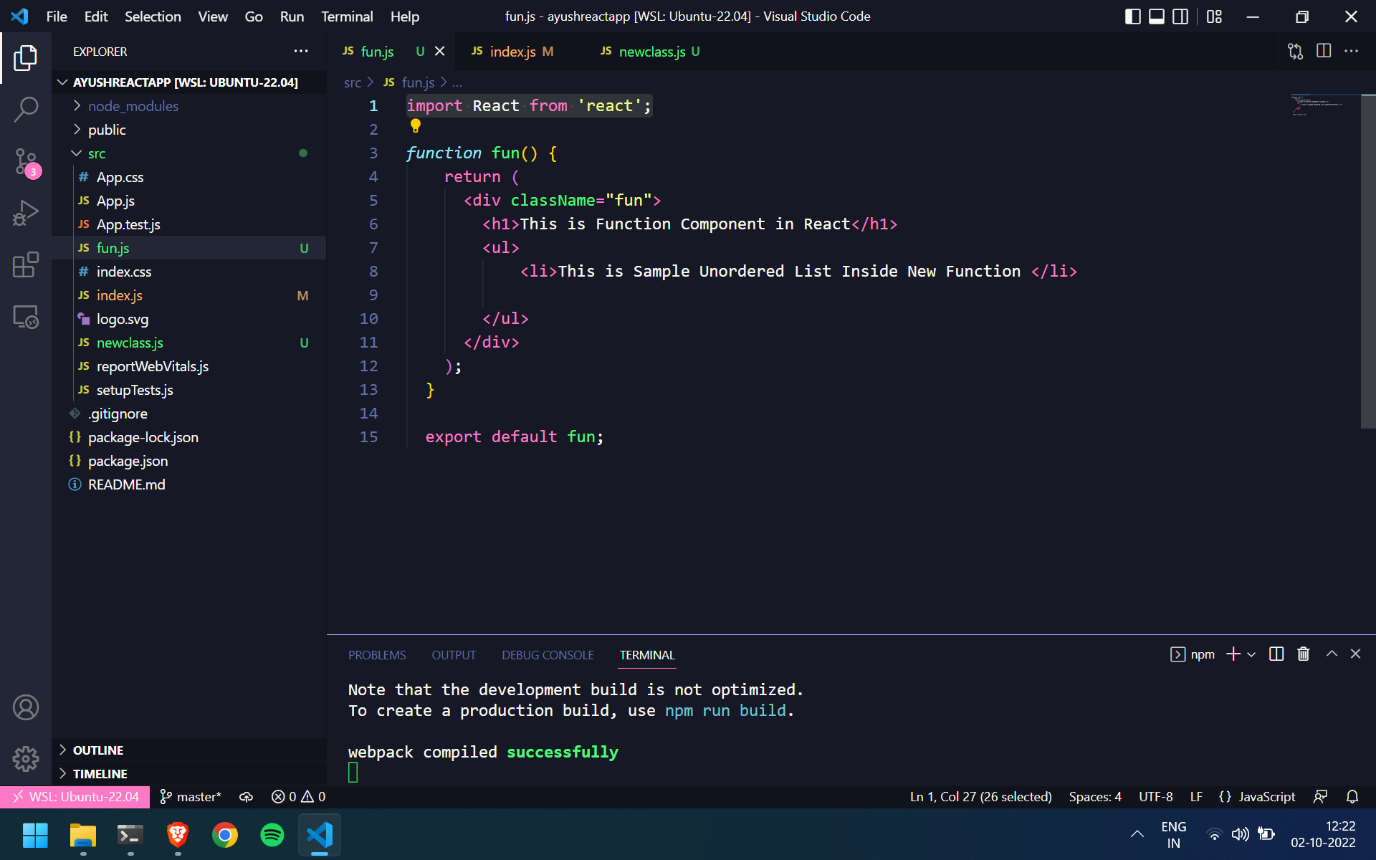 File Edit Selection View Go Run Terminal Help
fun.js - ayushreactapp [WSL: Ubuntu-22.04] - Visual Studio Code
EXPLORER
AYUSHREACTAPP [WSL: UBUNTU-22.04]
node_modules
public
src
# App.css
JS App.js
JS App.test.js
JS fun.js U
# index.css
JS index.js M
logo.svg
JS newclass.js U
JS reportWebVitals.js
JS setupTests.js
.gitignore
{} package-lock.json
{} package.json
README.md
OUTLINE
TIMELINE
3
JS fun.js U JS index.js M JS newclass.js U
src > JS fun.js > ...
1 import React from 'react';
2
3 function fun() {
4 return (
5 <div className="fun">
6 <h1>This is Function Component in React</h1>
7 <ul>
8 <li>This is Sample Unordered List Inside New Function </li>
9
10 </ul>
11 </div>
12 );
13 }
14
15 export default fun;
PROBLEMS OUTPUT DEBUG CONSOLE TERMINAL
npm
Note that the development build is not optimized.
To create a production build, use npm run build.
webpack compiled successfully
WSL: Ubuntu-22.04 master* 0 0
Ln 1, Col 27 (26 selected) Spaces: 4 UTF-8 LF {} JavaScript
ENG
IN
12:22
02-10-2022